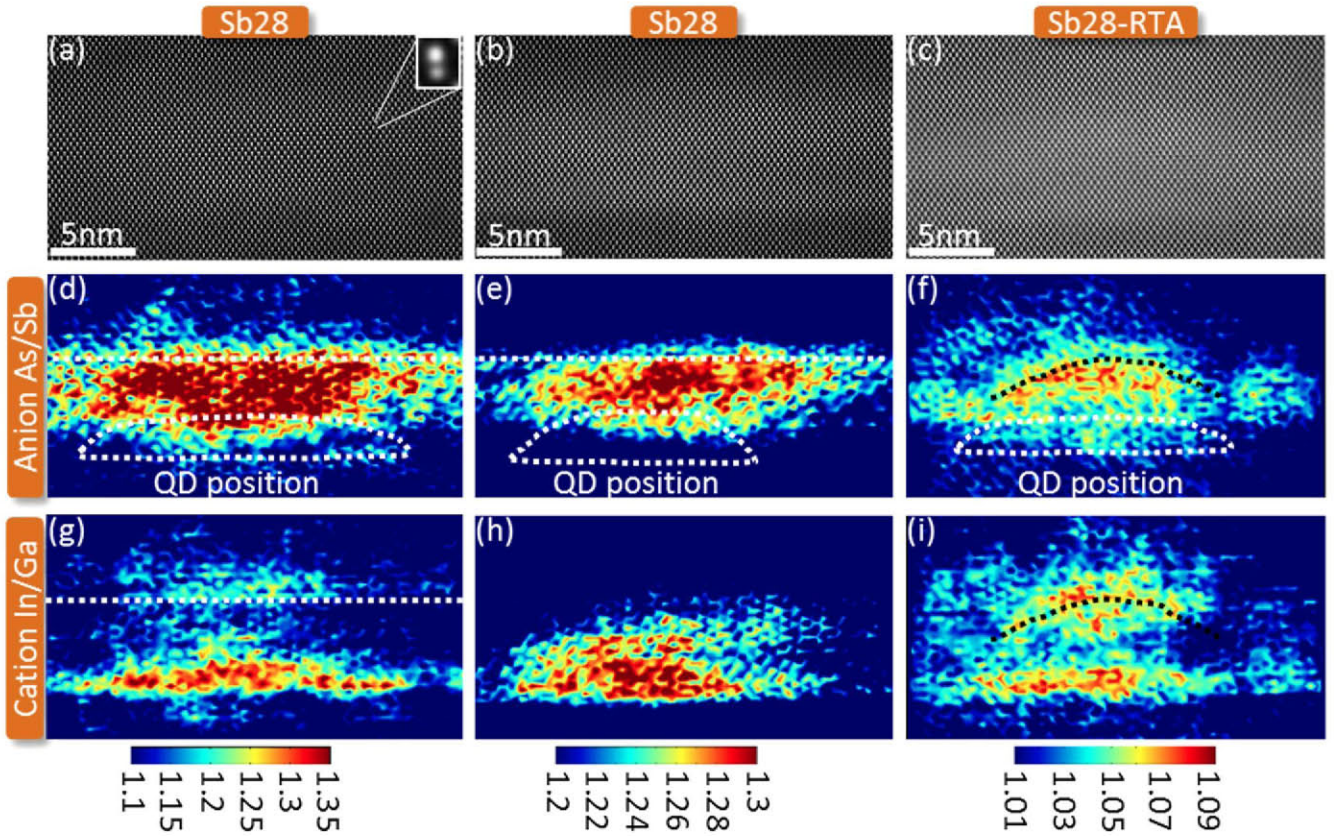 Sb28 Sb28 Sb28-RTA
(a) (b) (c)
5nm 5nm 5nm
Anion As/Sb
(d) (e) (f)
QD position QD position QD position
Cation In/Ga
(g) (h) (i)
1.1 1.15 1.2 1.25 1.3 1.35
1.2 1.22 1.24 1.26 1.28 1.3
1.01 1.03 1.05 1.07 1.09